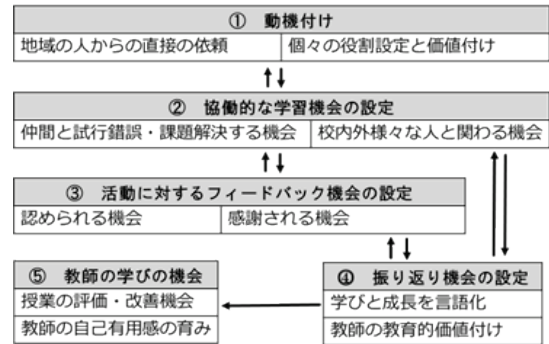 ① 動機付け
地域の人からの直接の依頼 個々の役割設定と価値付け
② 協働的な学習機会の設定
仲間と試行錯誤・課題解決する機会 校内外様々な人と関わる機会
③ 活動に対するフィードバック機会の設定
認められる機会 感謝される機会
⑤ 教師の学びの機会
授業の評価・改善機会
教師の自己有用感の育み
④ 振り返り機会の設定
学びと成長を言語化
教師の教育的価値付け